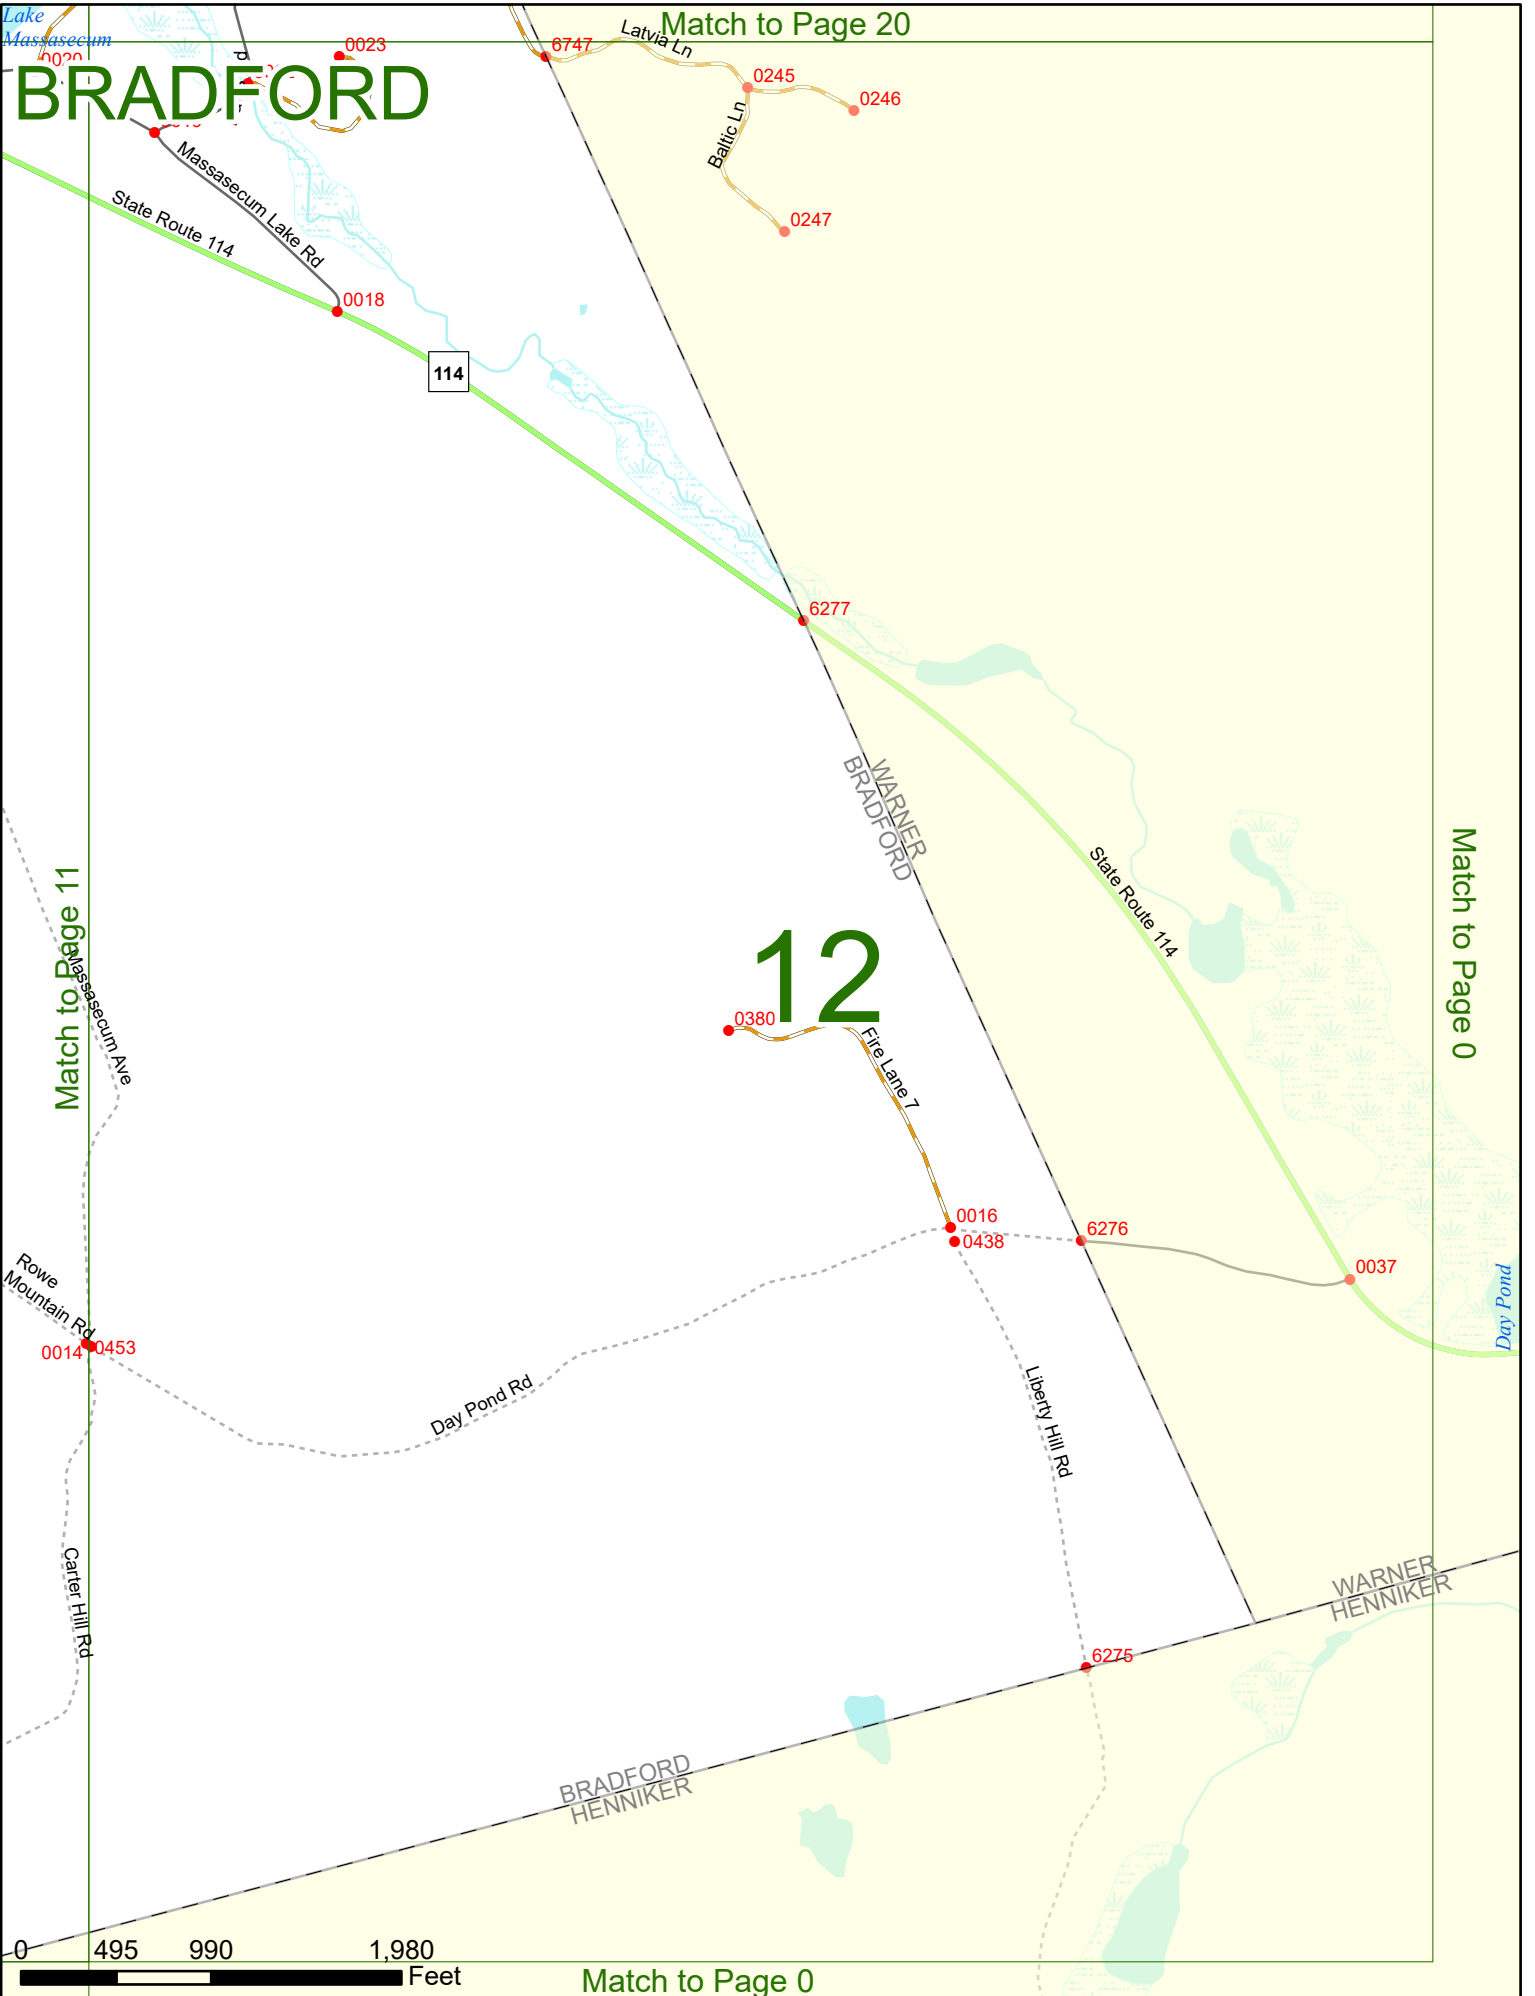 Lake
Massasecum
Match to Page 20
BRADFORD
0020
0023
6747
Latvia Ln
0245
0246
Baltic Ln
0247
Massasecum Lake Rd
State Route 114
0018
114
6277
WARNER
BRADFORD
State Route 114
Match to Page 11
Match to Page 0
Massasecum Ave
12
0380
Fire Lane 7
0016
0438
6276
0037
Day Pond
Rowe
Mountain Rd
0014
0453
Day Pond Rd
Liberty Hill Rd
Carter Hill Rd
WARNER
HENNIKER
6275
BRADFORD
HENNIKER
0 495 990 1,980
Feet
Match to Page 0